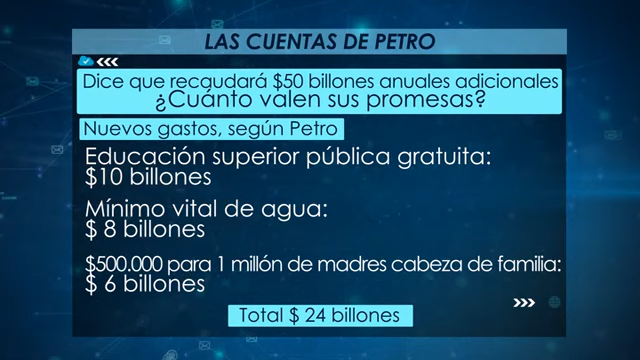 LAS CUENTAS DE PETRO
Dice que recaudará $50 billones anuales adicionales
¿Cuánto valen sus promesas?
Nuevos gastos, según Petro
Educación superior pública gratuita:
$10 billones
Mínimo vital de agua:
$ 8 billones
$500.000 para 1 millón de madres cabeza de familia:
$ 6 billones
Total $ 24 billones